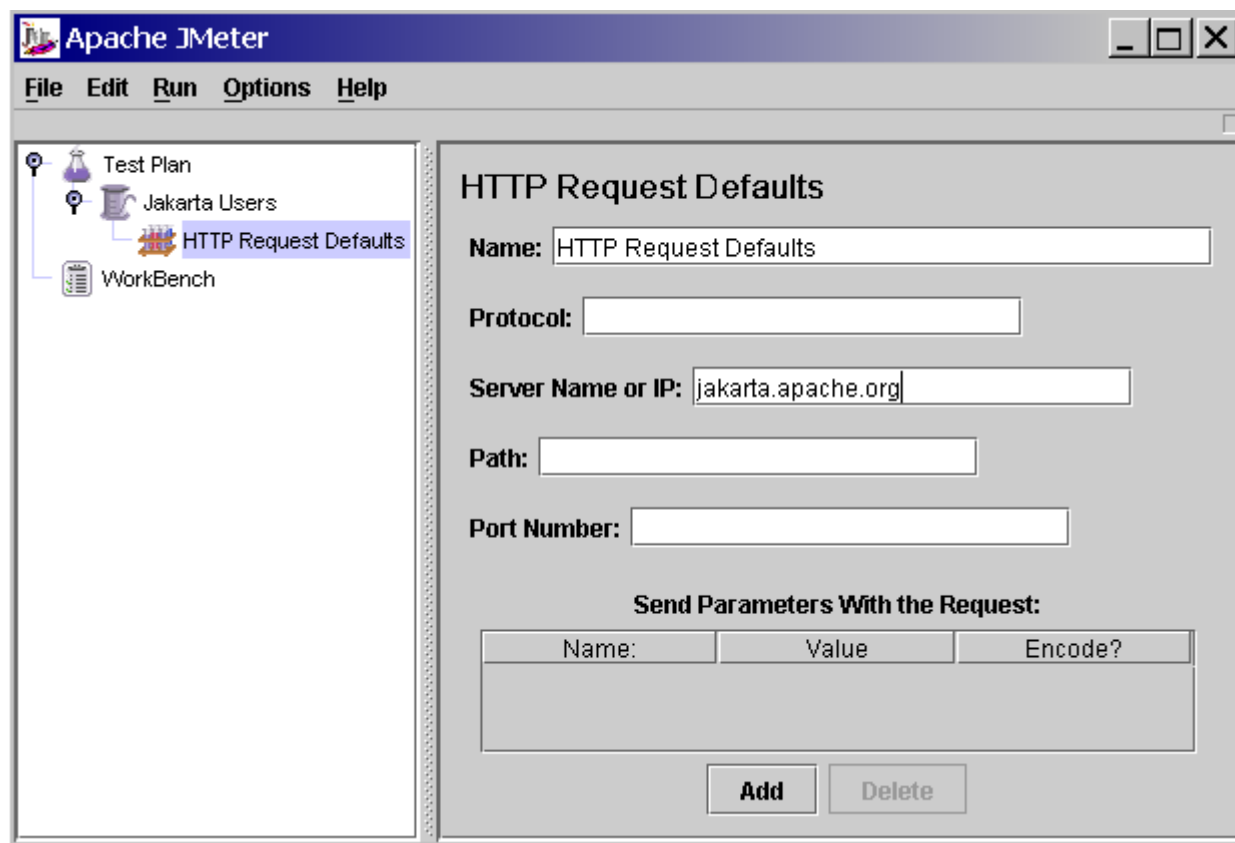 Apache JMeter
File Edit Run Options Help
Test Plan
Jakarta Users
HTTP Request Defaults
WorkBench
HTTP Request Defaults
Name: HTTP Request Defaults
Protocol:
Server Name or IP: jakarta.apache.org
Path:
Port Number:
Send Parameters With the Request:
Name: Value Encode?
Add Delete